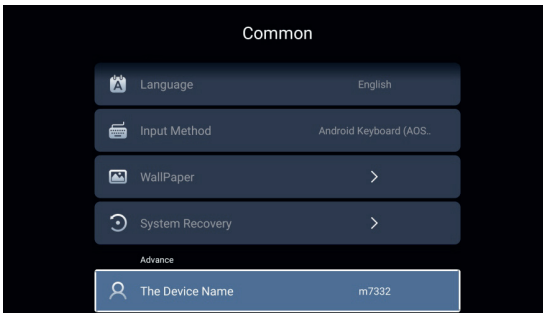 Common
Language English
Input Method Android Keyboard (AOS..
WallPaper
System Recovery
Advance
The Device Name m7332